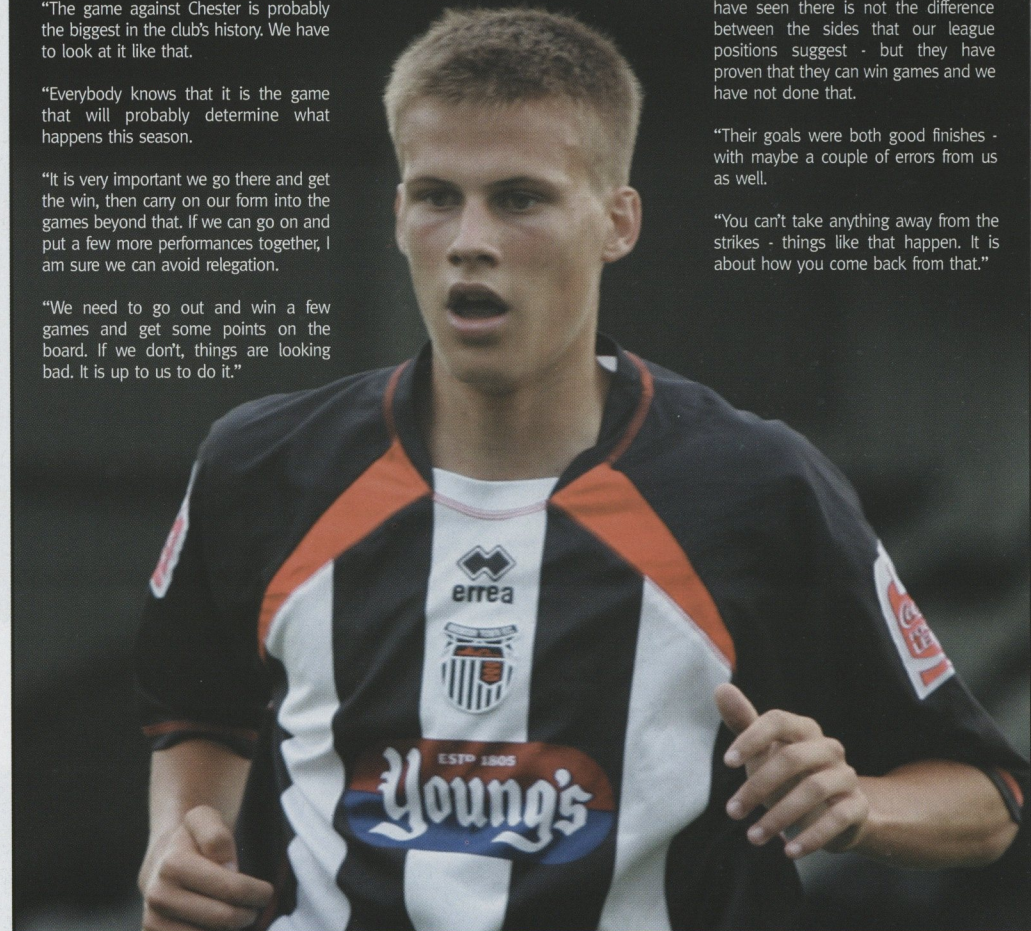 “The game against Chester is probably
the biggest in the club's history. We have
to look at it like that.
“Everybody knows that it is the game
that will probably determine what
happens this season.
“It is very important we go there and get
the win, then carry on our form into the
games beyond that. If we can go on and
put a few more performances together, I
am sure we can avoid relegation.
“We need to go out and win a few
games and get some points on the
board. If we don't, things are looking
bad. It is up to us to do it.”
have seen there is not the difference
between the sides that our league
positions suggest - but they have
proven that they can win games and we
have not done that.
“Their goals were both good finishes -
with maybe a couple of errors from us
as well.
“You can't take anything away from the
strikes - things like that happen. It is
about how you come back from that.”
errea
ESTD 1805
Young's